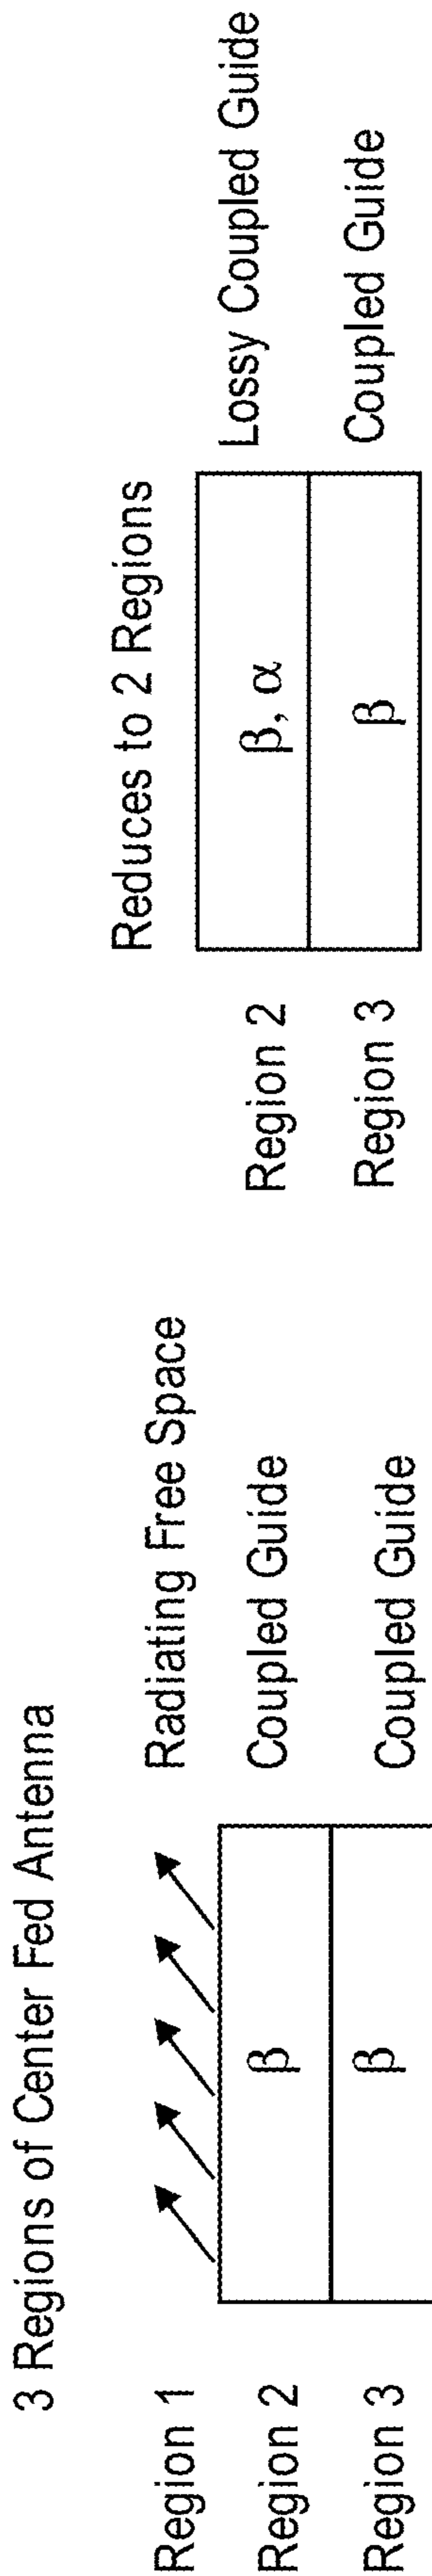 3 Regions of Center Fed Antenna
Region 1
Radiating Free Space
Region 2
β
Coupled Guide
Region 3
β
Coupled Guide
Reduces to 2 Regions
Region 2
β, α
Lossy Coupled Guide
Region 3
β
Coupled Guide